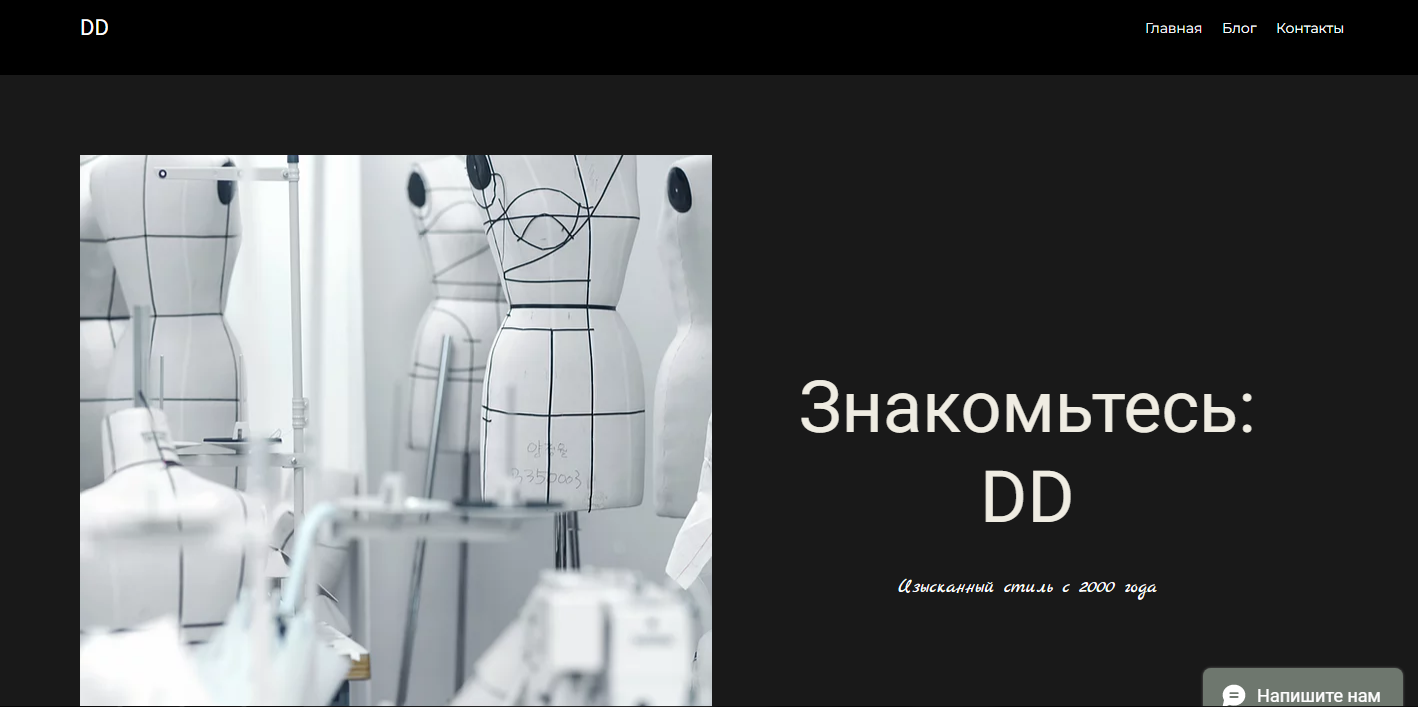 DD
Главная Блог Контакты
Знакомьтесь:
DD
Изысканный стиль с 2000 года
Напишите нам